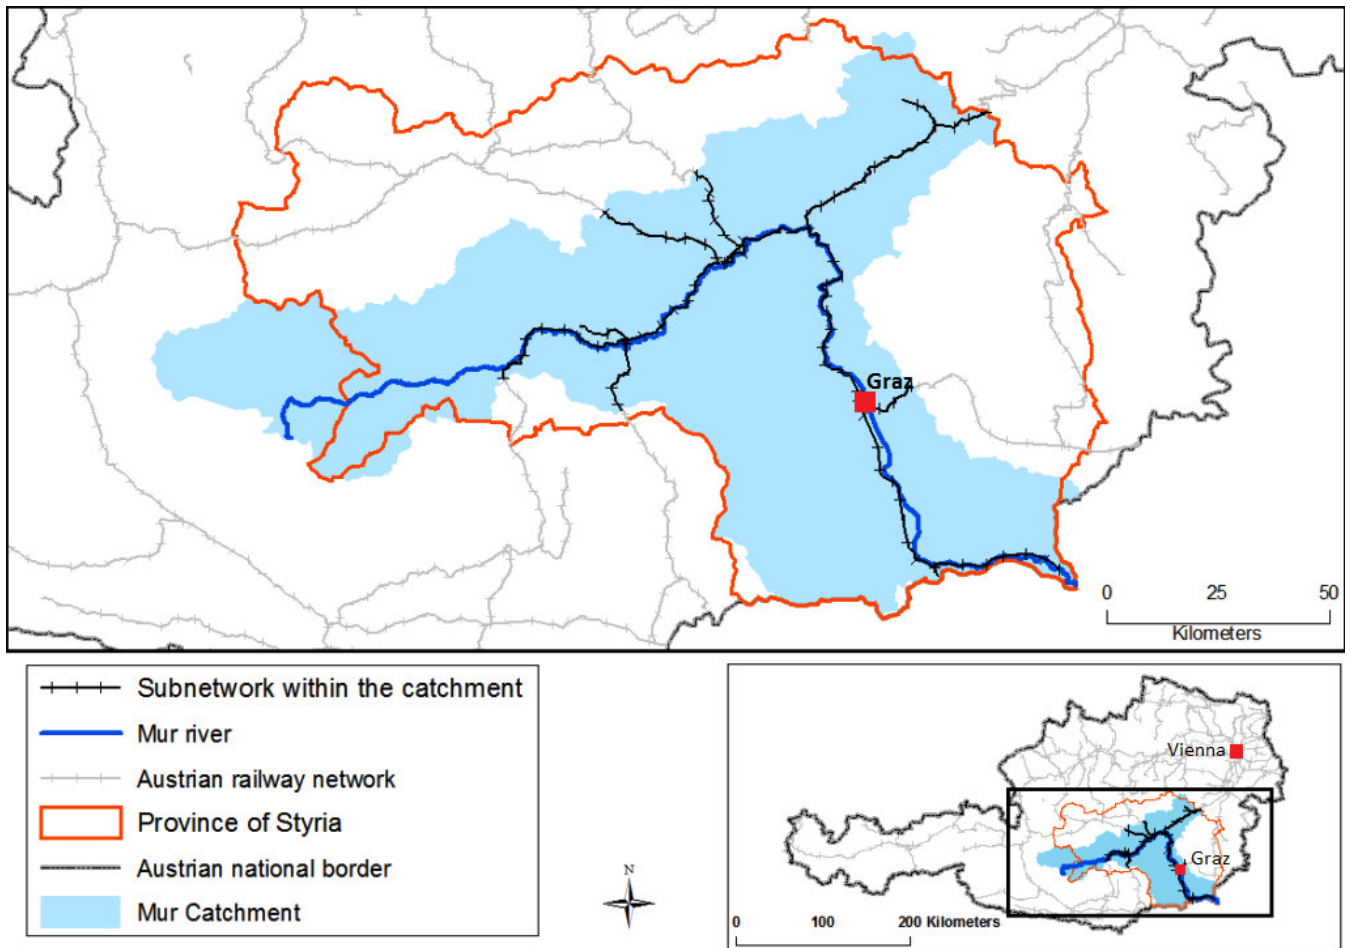 Graz
0 25 50
Kilometers
Subnetwork within the catchment
Mur river
Austrian railway network
Province of Styria
Austrian national border
Mur Catchment
N
Vienna
Graz
0 100 200 Kilometers